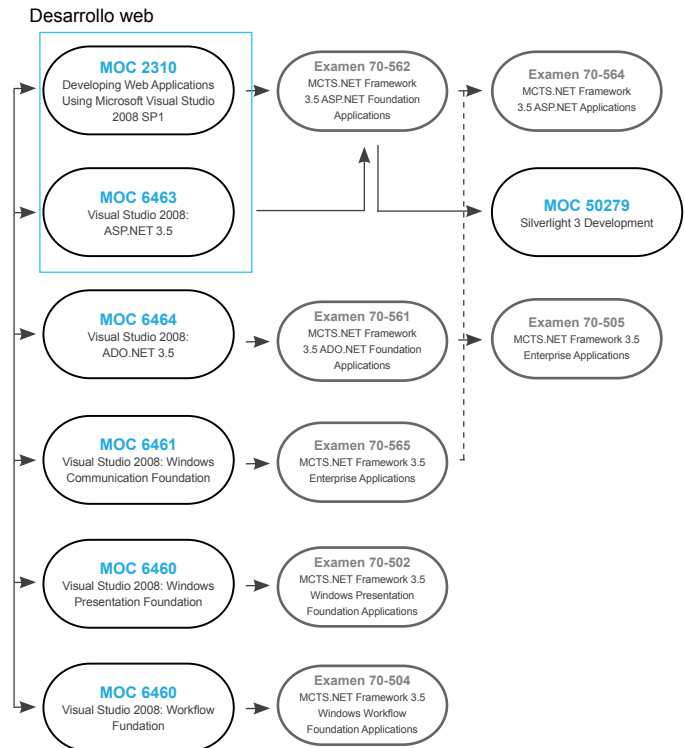 Desarrollo web
MOC 2310
Developing Web Applications
Using Microsoft Visual Studio
2008 SP1
Examen 70-562
MCTS.NET Framework
3.5 ASP.NET Foundation
Applications
Examen 70-564
MCTS.NET Framework
3.5 ASP.NET Applications
MOC 6463
Visual Studio 2008:
ASP.NET 3.5
MOC 50279
Silverlight 3 Development
MOC 6464
Visual Studio 2008:
ADO.NET 3.5
Examen 70-561
MCTS.NET Framework
3.5 ADO.NET Foundation
Applications
Examen 70-505
MCTS.NET Framework 3.5
Enterprise Applications
MOC 6461
Visual Studio 2008: Windows
Communication Foundation
Examen 70-565
MCTS.NET Framework 3.5
Enterprise Applications
MOC 6460
Visual Studio 2008: Windows
Presentation Foundation
Examen 70-502
MCTS.NET Framework 3.5
Windows Presentation
Foundation Applications
MOC 6460
Visual Studio 2008: Workflow
Fundation
Examen 70-504
MCTS.NET Framework 3.5
Windows Workflow
Foundation Applications